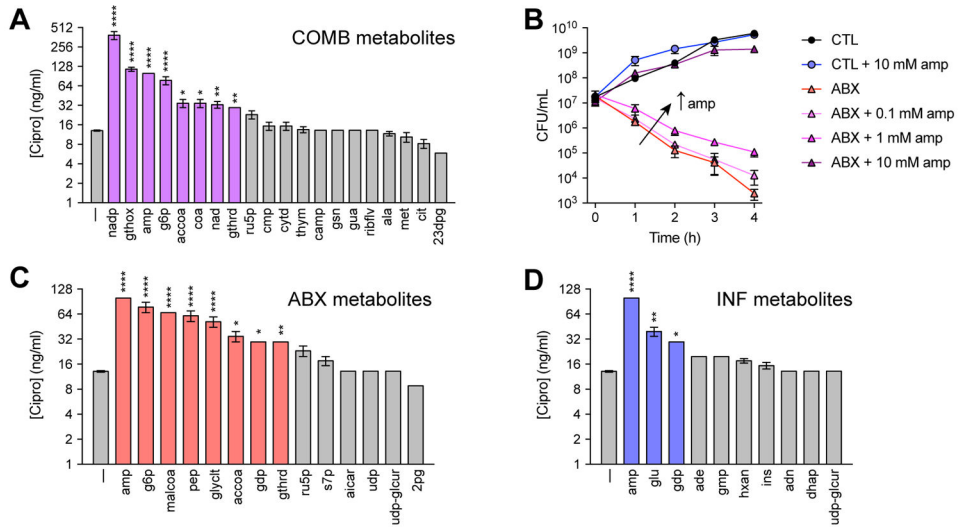 A
COMB metabolites
[Cipro] (ng/ml)
512
256
128
64
32
16
8
4
2
1
****
****
****
****
*
*
**
**
—
nadp
gthox
amp
g6p
accoa
coa
nad
gthrd
ru5p
cmp
cytd
thym
camp
gsn
gua
ribflv
ala
met
cit
23dpg
B
CFU/mL
10^10
10^9
10^8
10^7
10^6
10^5
10^4
10^3
0
1
2
3
4
Time (h)
↑amp
CTL
CTL + 10 mM amp
ABX
ABX + 0.1 mM amp
ABX + 1 mM amp
ABX + 10 mM amp
C
ABX metabolites
[Cipro] (ng/ml)
128
64
32
16
8
4
2
1
****
****
****
****
****
*
*
**
—
amp
g6p
malcoa
pep
glyclt
accoa
gdp
gthrd
ru5p
s7p
aicar
udp
udp-glcur
2pg
D
INF metabolites
[Cipro] (ng/ml)
128
64
32
16
8
4
2
1
****
**
*
—
amp
glu
gdp
ade
gmp
hxan
ins
adn
dhap
udp-glcur